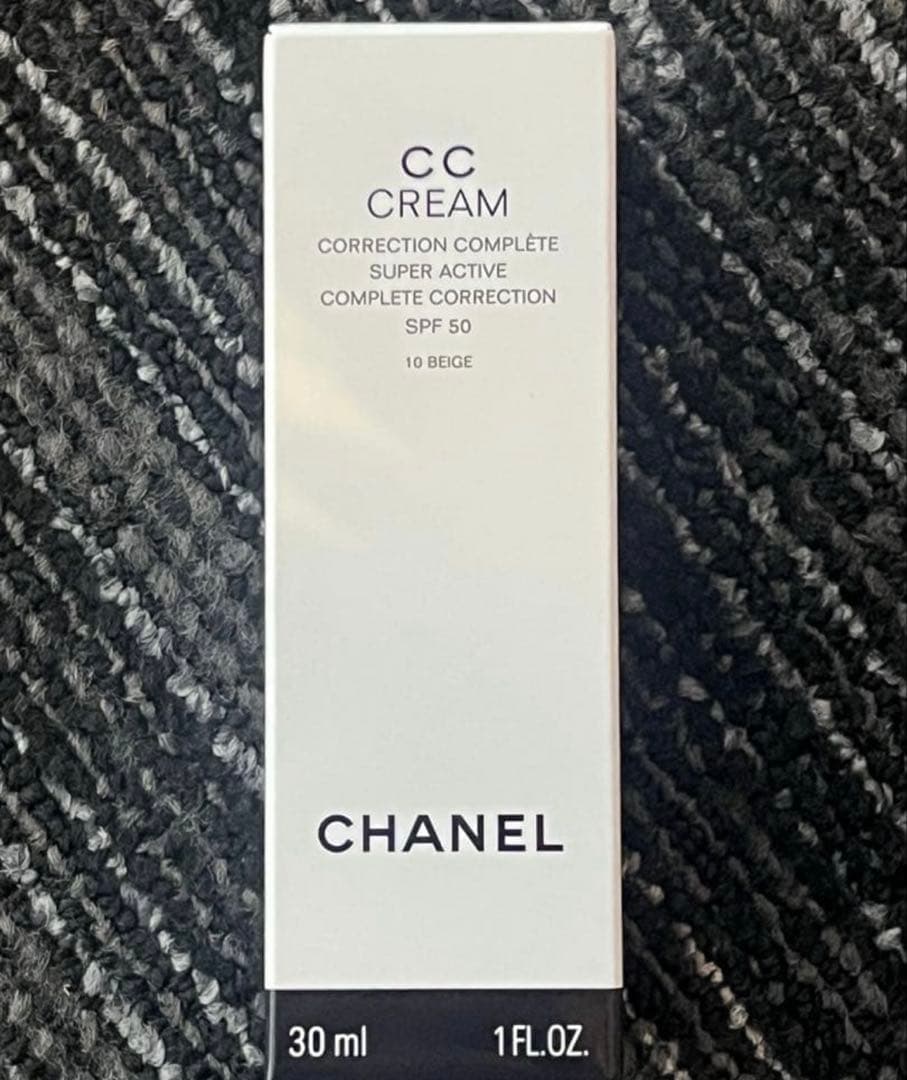 CC
CREAM
CORRECTION COMPLÈTE
SUPER ACTIVE
COMPLETE CORRECTION
SPF 50
10 BEIGE
CHANEL
30 ml 1 FL.OZ.